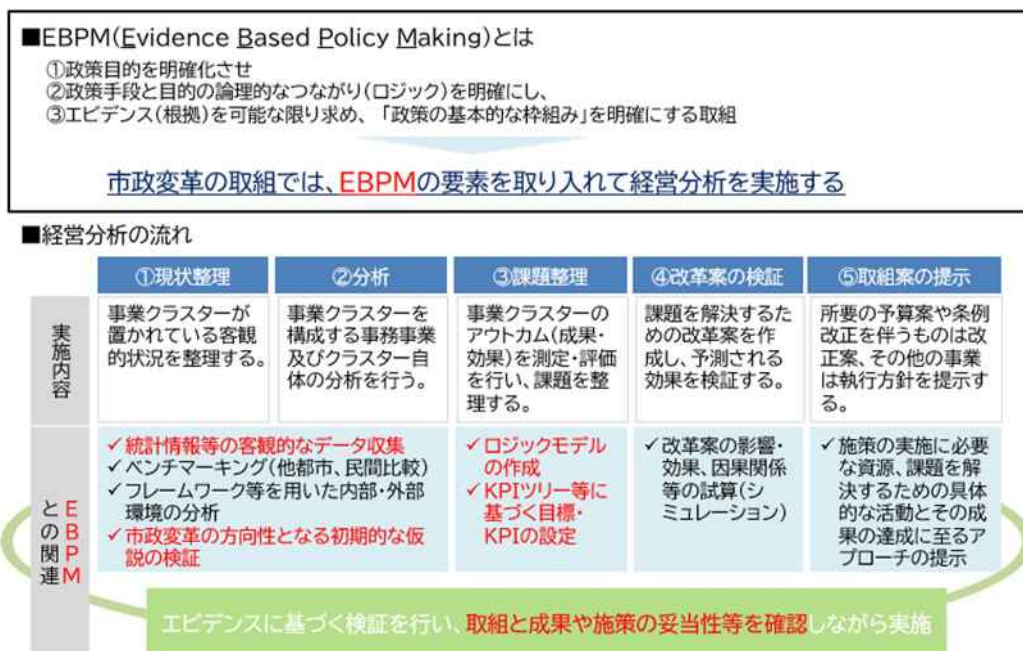 ■EBPM(Evidence Based Policy Making)とは
①政策目的を明確化させ
②政策手段と目的の論理的なつながり(ロジック)を明確にし、
③エビデンス(根拠)を可能な限り求め、「政策の基本的な枠組み」を明確にする取組
市政変革の取組では、EBPMの要素を取り入れて経営分析を実施する
■経営分析の流れ
①現状整理
②分析
③課題整理
④改革案の検証
⑤取組案の提示
実施内容
事業クラスターが
置かれている客観
的状況を整理する。
事業クラスターを
構成する事務事業
及びクラスター自
体の分析を行う。
事業クラスターの
アウトカム(成果・
効果)を測定・評価
を行い、課題を整
理する。
課題を解決するた
めの改革案を作
成し、予測される
効果を検証する。
所要の予算案や条例
改正を伴うものは改
正案、その他の事業
は執行方針を提示す
る。
EBPM
との関連
✓統計情報等の客観的なデータ収集
✓ベンチマーキング(他都市、民間比較)
✓フレームワーク等を用いた内部・外部
環境の分析
✓市政変革の方向性となる初期的な仮
説の検証
✓ロジックモデル
の作成
✓KPIツリー等に
基づく目標・
KPIの設定
✓改革案の影響・
効果、因果関係
等の試算(シ
ミュレーション)
✓施策の実施に必要
な資源、課題を解
決するための具体
的な活動とその成
果の達成に至るア
プローチの提示
エビデンスに基づく検証を行い、取組と成果や施策の妥当性等を確認しながら実施